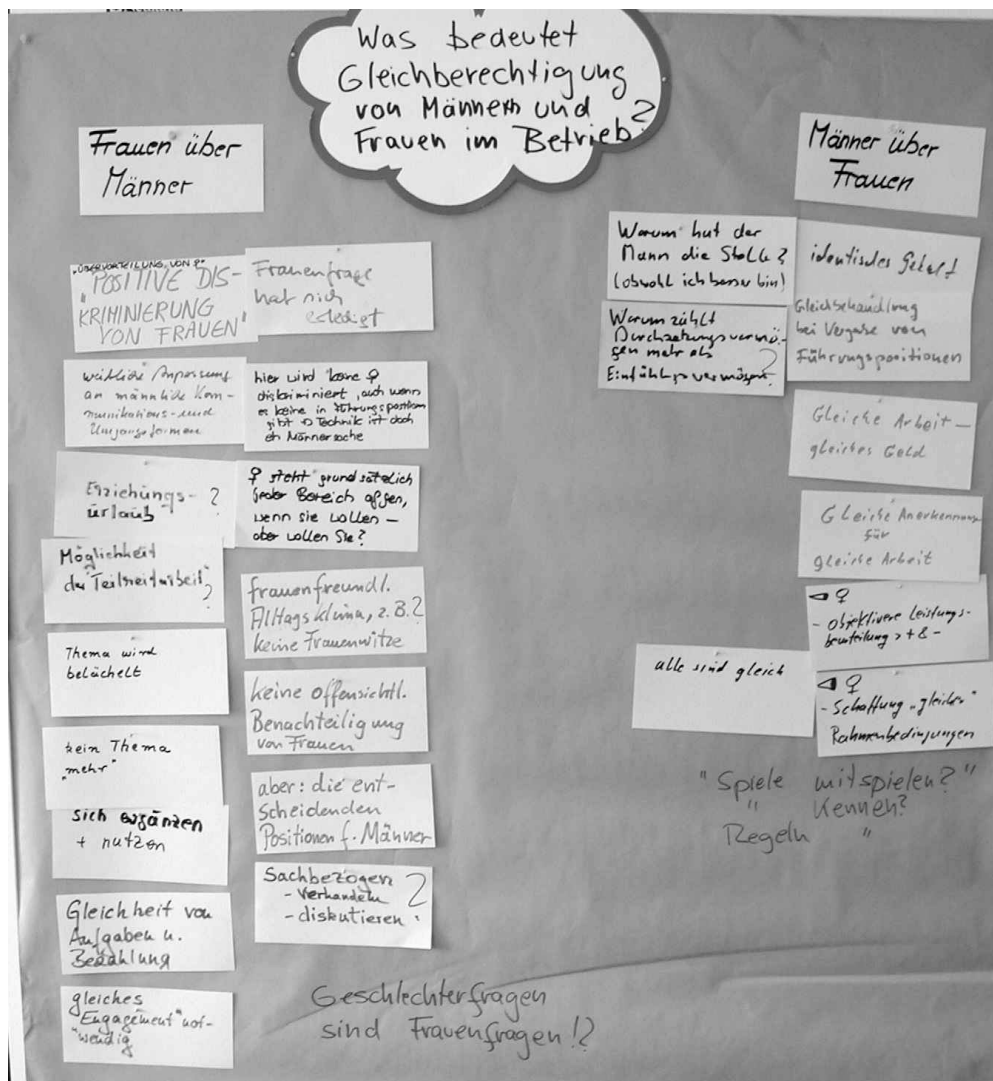 Was bedeutet
Gleichberechtigung
von Männern und
Frauen im Betrieb?
Frauen über
Männer
"ÜBERVORTEILUNG VON ♀"
"POSITIVE DIS-
KRIMINIERUNG
VON FRAUEN"
weibliche Anpassung
an männliche Kom-
munikations- und
Umgangsformen
Erziehungs-
urlaub?
Möglichkeit
der Teilzeitarbeit?
Thema wird
belächelt
kein Thema
"mehr"
sich ergänzen
+ nutzen
Gleichheit von
Aufgaben u.
Bezahlung
gleiches
"Engagement" not-
wendig
Frauenfrage
hat sich
erledigt
hier wird keine ♀
diskriminiert, auch wenn
es keine in Führungsposition
gibt → Technik ist doch
eh Männersache
♀ steht grundsätzlich
jeder Bereich offen,
wenn sie wollen –
aber wollen Sie?
frauenfreundl.
Alltagsklima, z.B.?
keine Frauenwitze
keine offensichtl.
Benachteiligung
von Frauen
aber: die ent-
scheidenden
Positionen f. Männer
Sachbezogen
- verhandeln
- diskutieren?
Männer über
Frauen
Warum hat der
Mann die Stelle?
(obwohl ich besser bin)
Warum zählt
Durchsetzungsvermö-
gen mehr als
Einfühlungsvermögen?
alle sind gleich
identisches Gehalt
Gleichbehandlung
bei Vergabe von
Führungspositionen
Gleiche Arbeit –
gleiches Geld
Gleiche Anerkennung
für
gleiche Arbeit
♀
- objektivere Leistungs-
beurteilung > + & -
♀
- Schaffung "gleicher"
Rahmenbedingungen
"Spiele mitspielen?"
" Kennen?
Regeln "
Geschlechterfragen
sind Frauenfragen!?